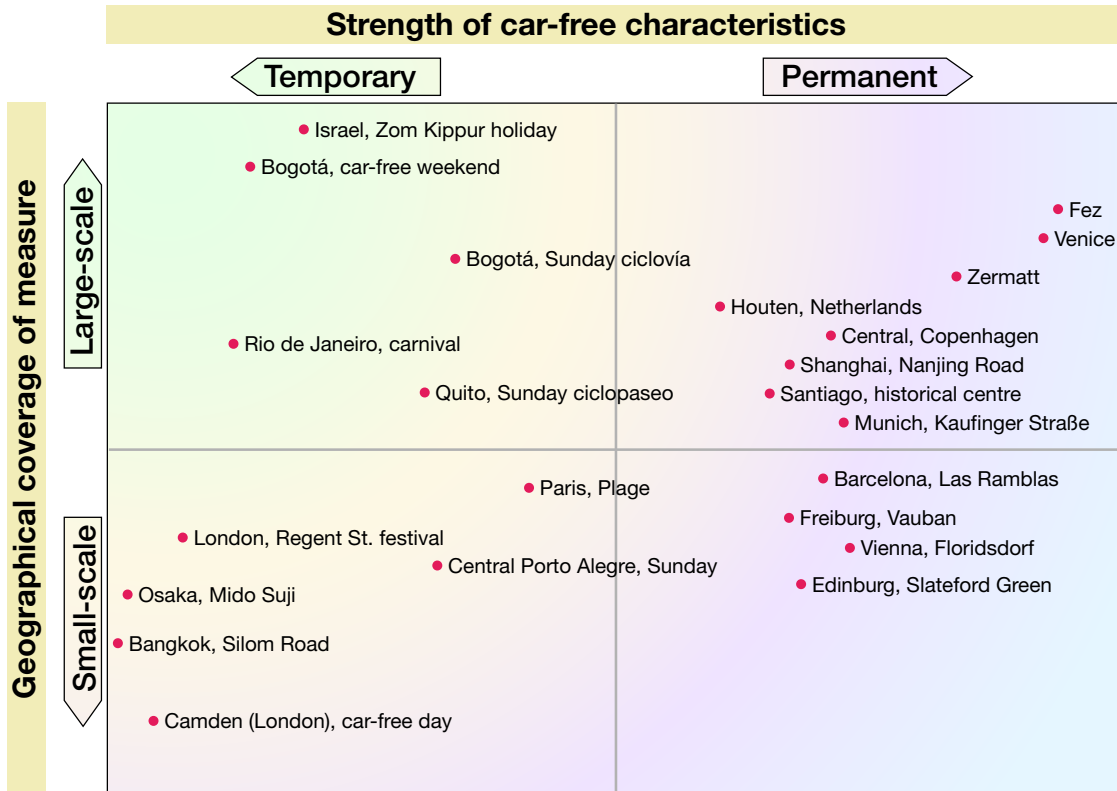 Strength of car-free characteristics
Temporary
Permanent
Geographical coverage of measure
Large-scale
Small-scale
Israel, Zom Kippur holiday
Bogotá, car-free weekend
Fez
Venice
Bogotá, Sunday ciclovía
Zermatt
Houten, Netherlands
Central, Copenhagen
Rio de Janeiro, carnival
Shanghai, Nanjing Road
Quito, Sunday ciclopaseo
Santiago, historical centre
Munich, Kaufinger Straße
Barcelona, Las Ramblas
Paris, Plage
Freiburg, Vauban
London, Regent St. festival
Vienna, Floridsdorf
Central Porto Alegre, Sunday
Edinburg, Slateford Green
Osaka, Mido Suji
Bangkok, Silom Road
Camden (London), car-free day